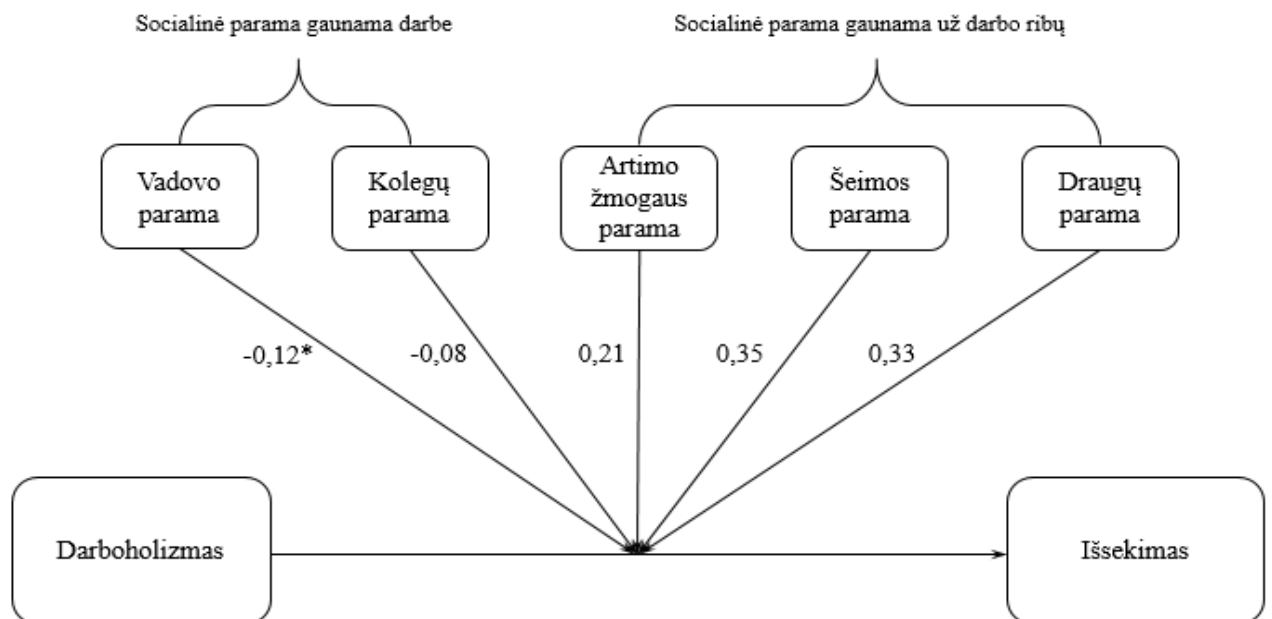 Socialinė parama gaunama darbe
Socialinė parama gaunama už darbo ribų
Vadovo
parama
Kolegų
parama
Artimo
žmogaus
parama
Šeimos
parama
Draugų
parama
-0,12*
-0,08
0,21
0,35
0,33
Darboholizmas
Išsekimas